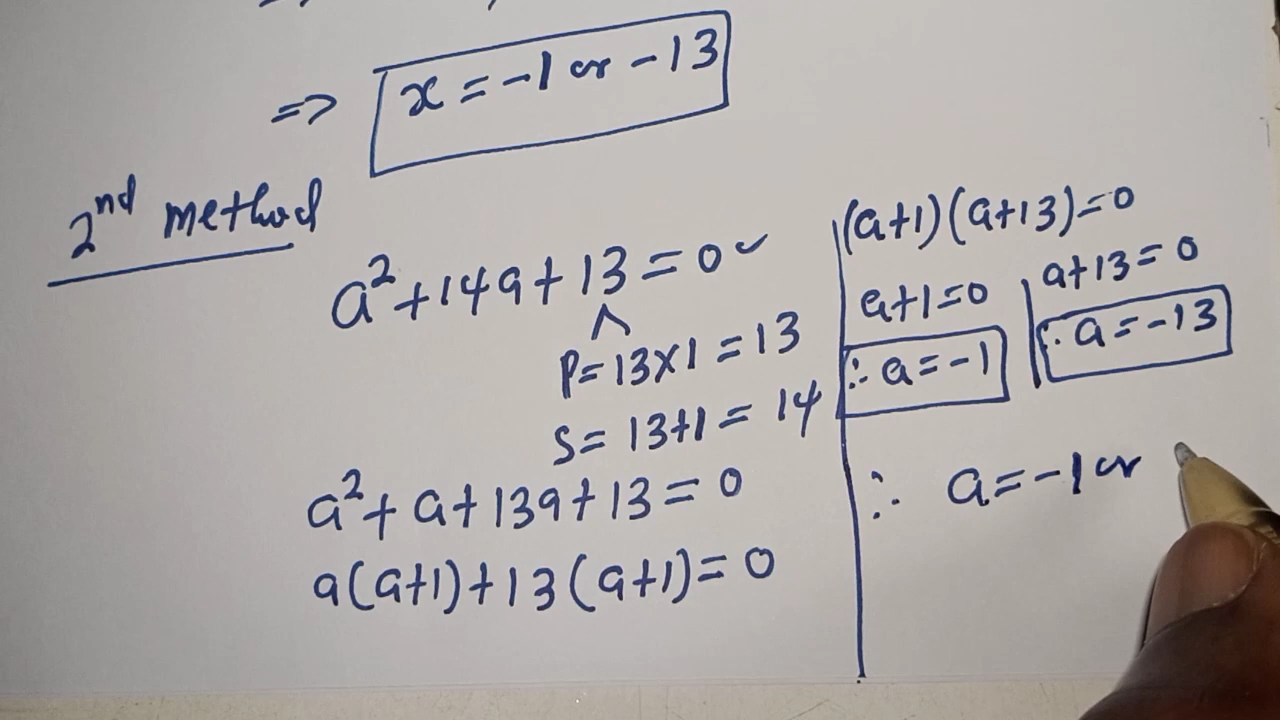 => x = -1 or -13
2nd method
a² + 14a + 13 = 0 ✓
P = 13 x 1 = 13
S = 13+1 = 14
a² + a + 13a + 13 = 0
a(a+1) + 13(a+1) = 0
(a+1)(a+13) = 0
a+1=0 | a+13 = 0
∴ a = -1 | ∴ a = -13
∴ a = -1 or